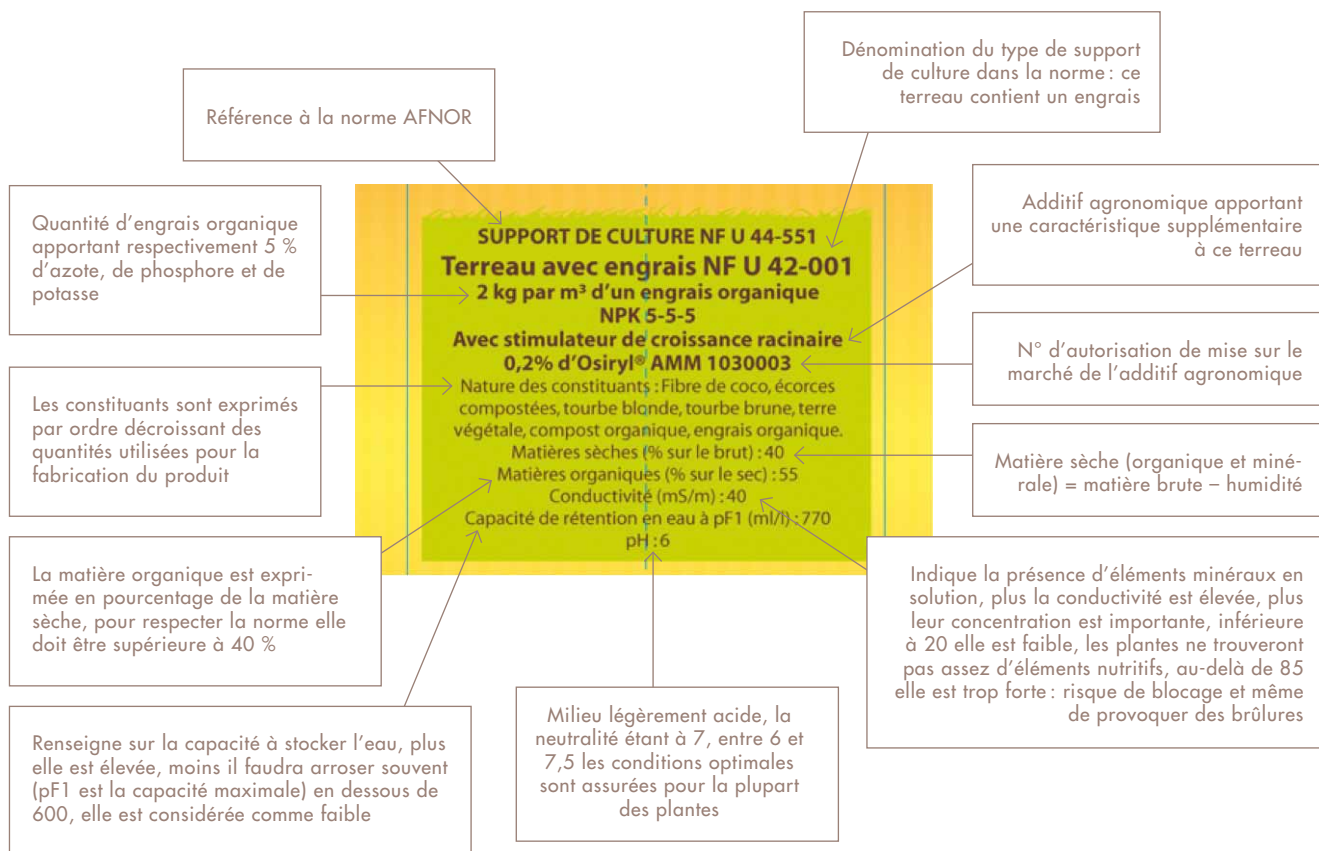 Dénomination du type de support
de culture dans la norme : ce
terreau contient un engrais
Référence à la norme AFNOR
Quantité d'engrais organique
apportant respectivement 5 %
d'azote, de phosphore et de
potasse
Additif agronomique apportant
une caractéristique supplémentaire
à ce terreau
SUPPORT DE CULTURE NF U 44-551
Terreau avec engrais NF U 42-001
2 kg par m³ d'un engrais organique
NPK 5-5-5
Avec stimulateur de croissance racinaire
0,2% d'Osiryl® AMM 1030003
Nature des constituants : Fibre de coco, écorces
compostées, tourbe blonde, tourbe brune, terre
végétale, compost organique, engrais organique.
Matières sèches (% sur le brut) : 40
Matières organiques (% sur le sec) : 55
Conductivité (mS/m) : 40
Capacité de rétention en eau à pF1 (ml/l) : 770
pH : 6
N° d'autorisation de mise sur le
marché de l'additif agronomique
Les constituants sont exprimés
par ordre décroissant des
quantités utilisées pour la
fabrication du produit
Matière sèche (organique et miné-
rale) = matière brute – humidité
La matière organique est expri-
mée en pourcentage de la matière
sèche, pour respecter la norme elle
doit être supérieure à 40 %
Indique la présence d'éléments minéraux en
solution, plus la conductivité est élevée, plus
leur concentration est importante, inférieure
à 20 elle est faible, les plantes ne trouveront
pas assez d'éléments nutritifs, au-delà de 85
elle est trop forte : risque de blocage et même
de provoquer des brûlures
Renseigne sur la capacité à stocker l'eau, plus
elle est élevée, moins il faudra arroser souvent
(pF1 est la capacité maximale) en dessous de
600, elle est considérée comme faible
Milieu légèrement acide, la
neutralité étant à 7, entre 6 et
7,5 les conditions optimales
sont assurées pour la plupart
des plantes